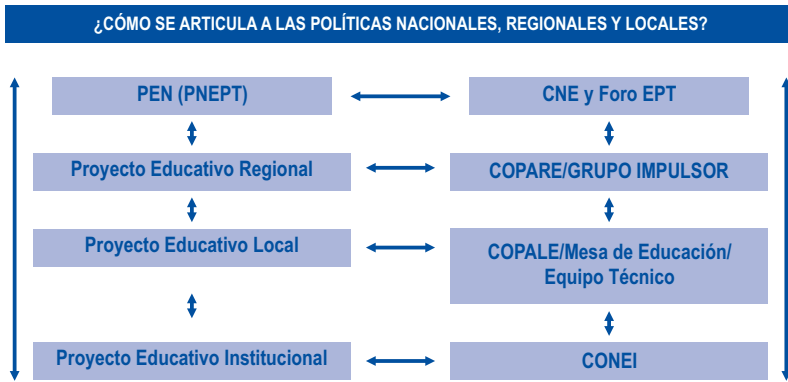 ¿CÓMO SE ARTICULA A LAS POLÍTICAS NACIONALES, REGIONALES Y LOCALES?
PEN (PNEPT)
CNE y Foro EPT
Proyecto Educativo Regional
COPARE/GRUPO IMPULSOR
Proyecto Educativo Local
COPALE/Mesa de Educación/
Equipo Técnico
Proyecto Educativo Institucional
CONEI